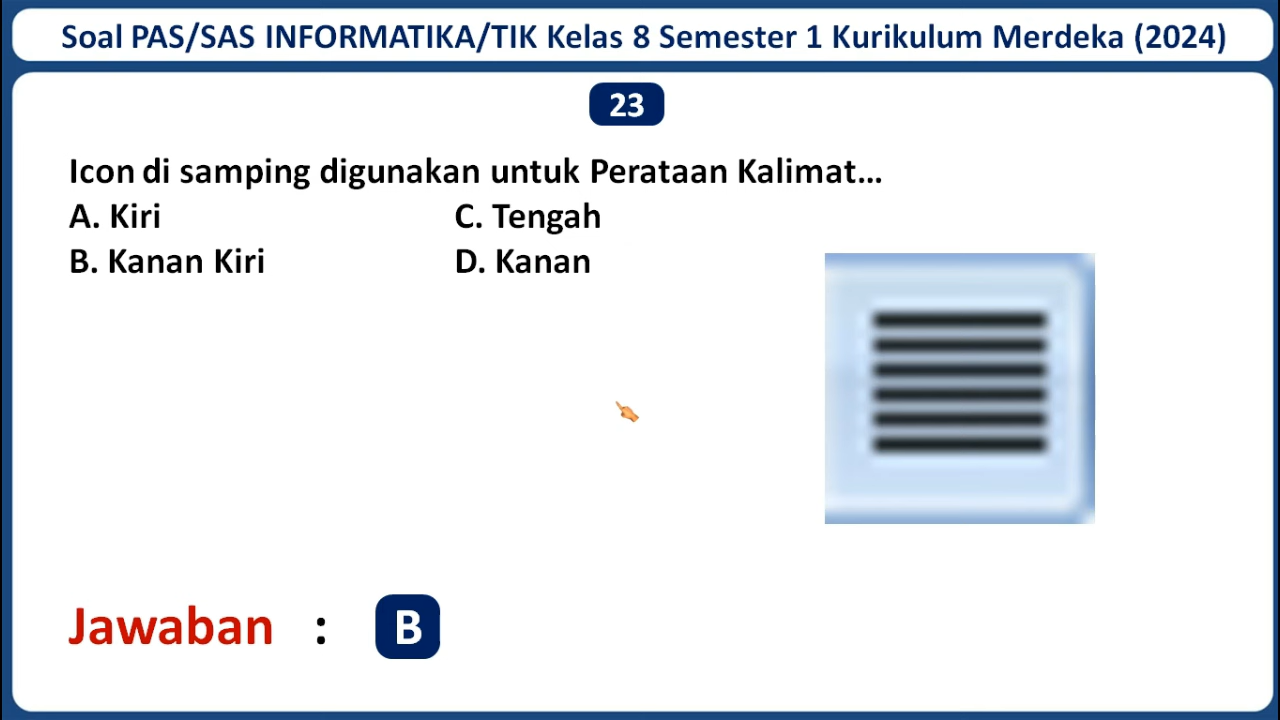 Soal PAS/SAS INFORMATIKA/TIK Kelas 8 Semester 1 Kurikulum Merdeka (2024)
23
Icon di samping digunakan untuk Perataan Kalimat...
A. Kiri C. Tengah
B. Kanan Kiri D. Kanan
Jawaban : B